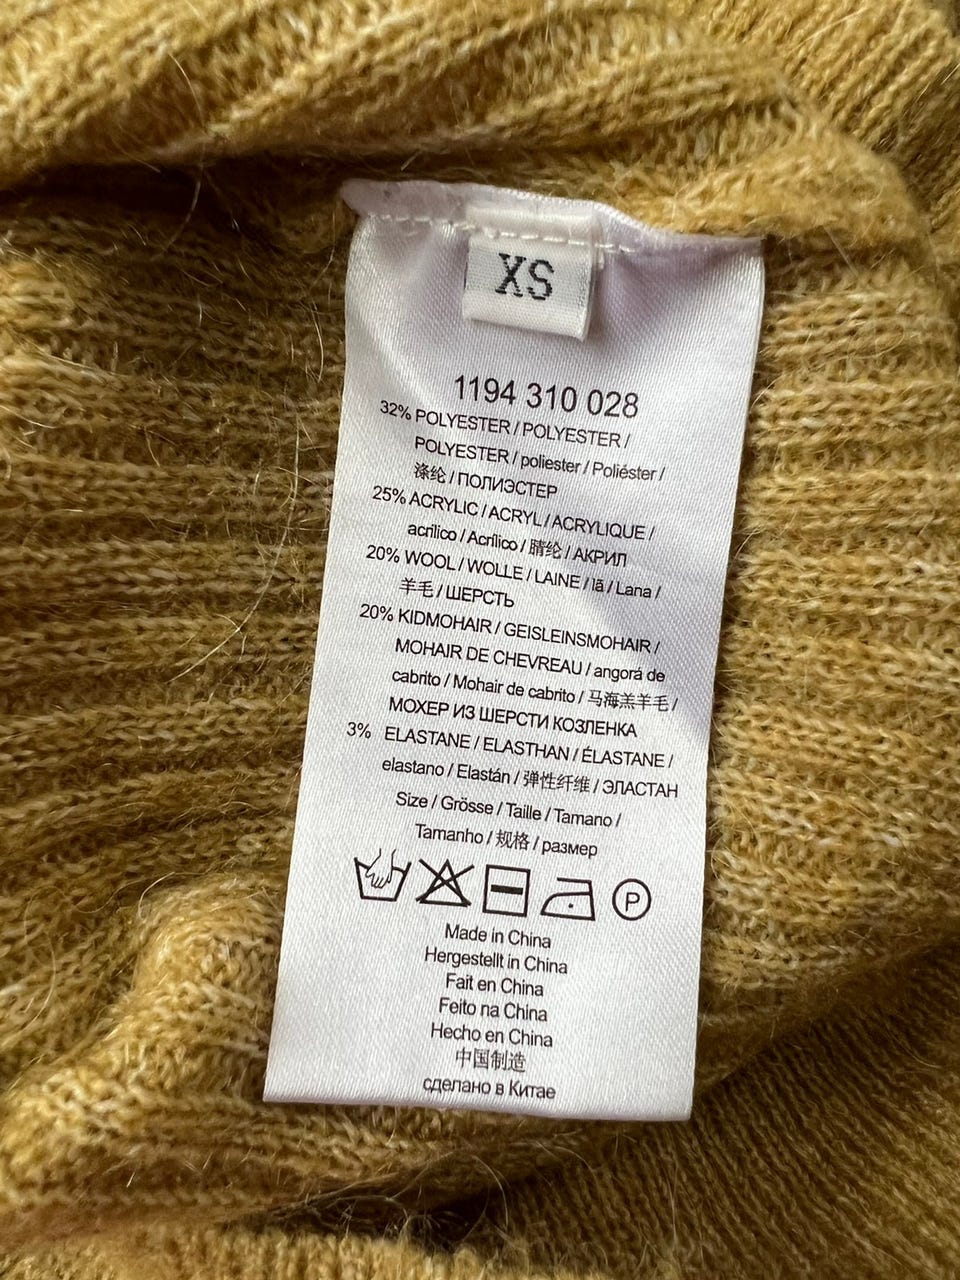 XS
1194 310 028
32% POLYESTER / POLYESTER /
POLYESTER / poliester / Poliéster /
涤纶 / ПОЛИЭСТЕР
25% ACRYLIC / ACRYL / ACRYLIQUE /
acrílico / Acrílico / 腈纶 / АКРИЛ
20% WOOL / WOLLE / LAINE / lã / Lana /
羊毛 / ШЕРСТЬ
20% KIDMOHAIR / GEISLEINSMOHAIR /
MOHAIR DE CHEVREAU / angorá de
cabrito / Mohair de cabrito / 马海羔羊毛 /
МОХЕР ИЗ ШЕРСТИ КОЗЛЕНКА
3% ELASTANE / ELASTHAN / ÉLASTANE /
elastano / Elastán / 弹性纤维 / ЭЛАСТАН
Size / Grösse / Taille / Tamano /
Tamanho / 规格 / размер
P
Made in China
Hergestellt in China
Fait en China
Feito na China
Hecho en China
中国制造
сделано в Китае